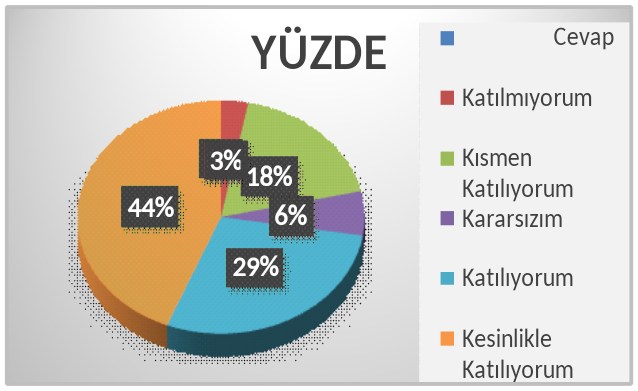 YÜZDE
3%
18%
6%
29%
44%
Cevap
Katılmıyorum
Kısmen
Katılıyorum
Kararsızım
Katılıyorum
Kesinlikle
Katılıyorum